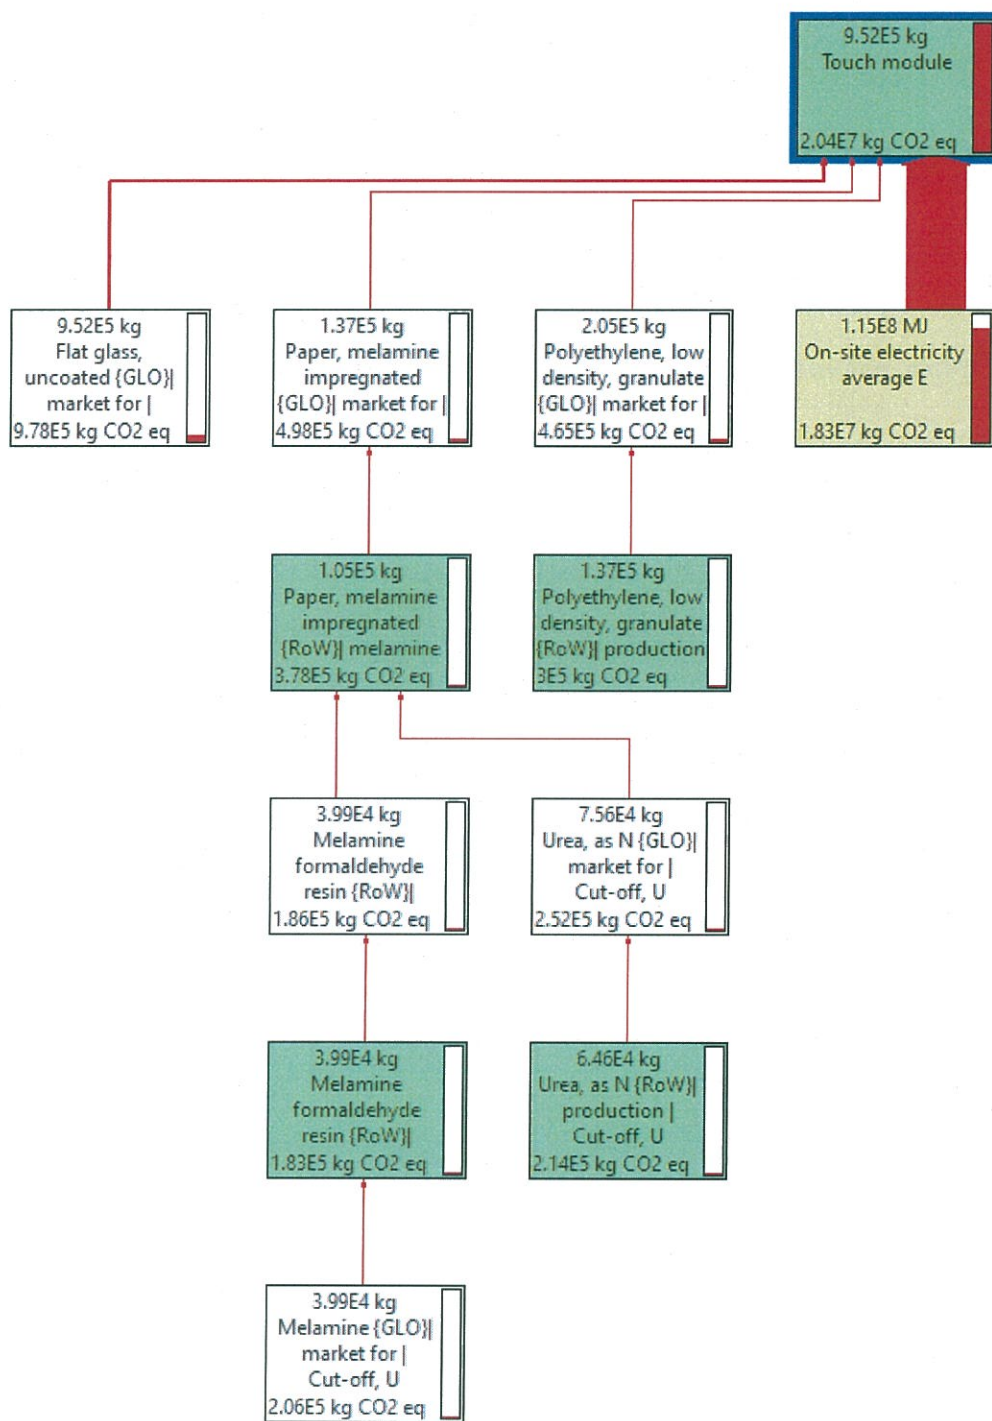 9.52E5 kg
Touch module
2.04E7 kg CO2 eq
9.52E5 kg
Flat glass,
uncoated {GLO}|
market for |
9.78E5 kg CO2 eq
1.37E5 kg
Paper, melamine
impregnated
{GLO}| market for |
4.98E5 kg CO2 eq
2.05E5 kg
Polyethylene, low
density, granulate
{GLO}| market for |
4.65E5 kg CO2 eq
1.15E8 MJ
On-site electricity
average E
1.83E7 kg CO2 eq
1.05E5 kg
Paper, melamine
impregnated
{RoW}| melamine
3.78E5 kg CO2 eq
1.37E5 kg
Polyethylene, low
density, granulate
{RoW}| production
3E5 kg CO2 eq
3.99E4 kg
Melamine
formaldehyde
resin {RoW}|
1.86E5 kg CO2 eq
7.56E4 kg
Urea, as N {GLO}|
market for |
Cut-off, U
2.52E5 kg CO2 eq
3.99E4 kg
Melamine
formaldehyde
resin {RoW}|
1.83E5 kg CO2 eq
6.46E4 kg
Urea, as N {RoW}|
production |
Cut-off, U
2.14E5 kg CO2 eq
3.99E4 kg
Melamine {GLO}|
market for |
Cut-off, U
2.06E5 kg CO2 eq